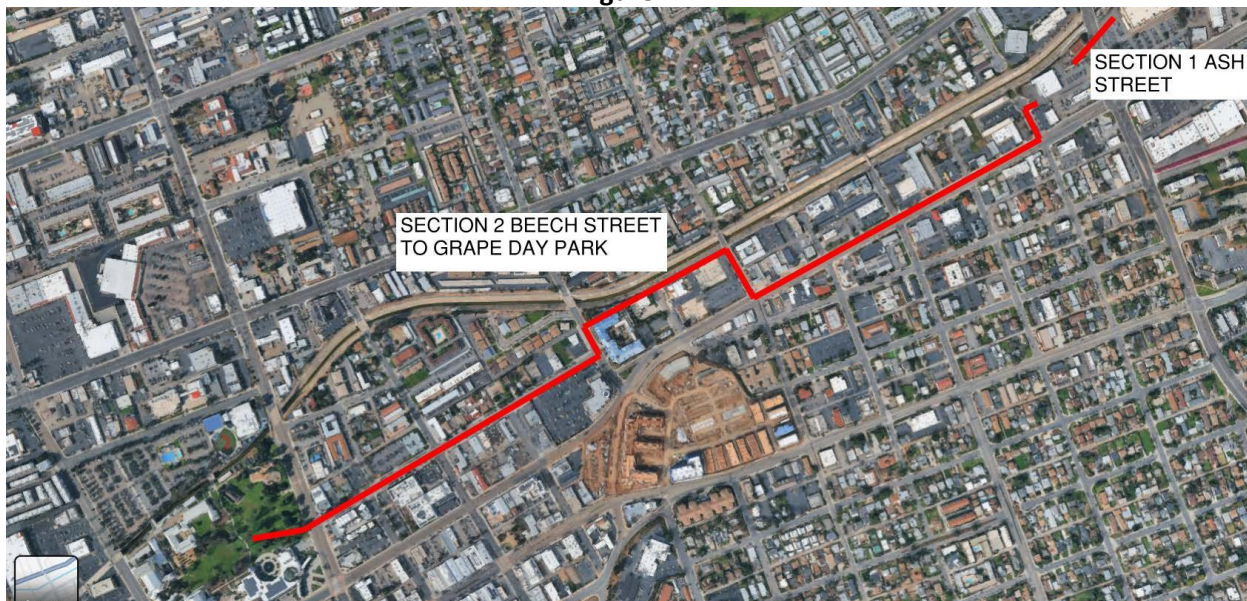 SECTION 1 ASH
STREET
SECTION 2 BEECH STREET
TO GRAPE DAY PARK